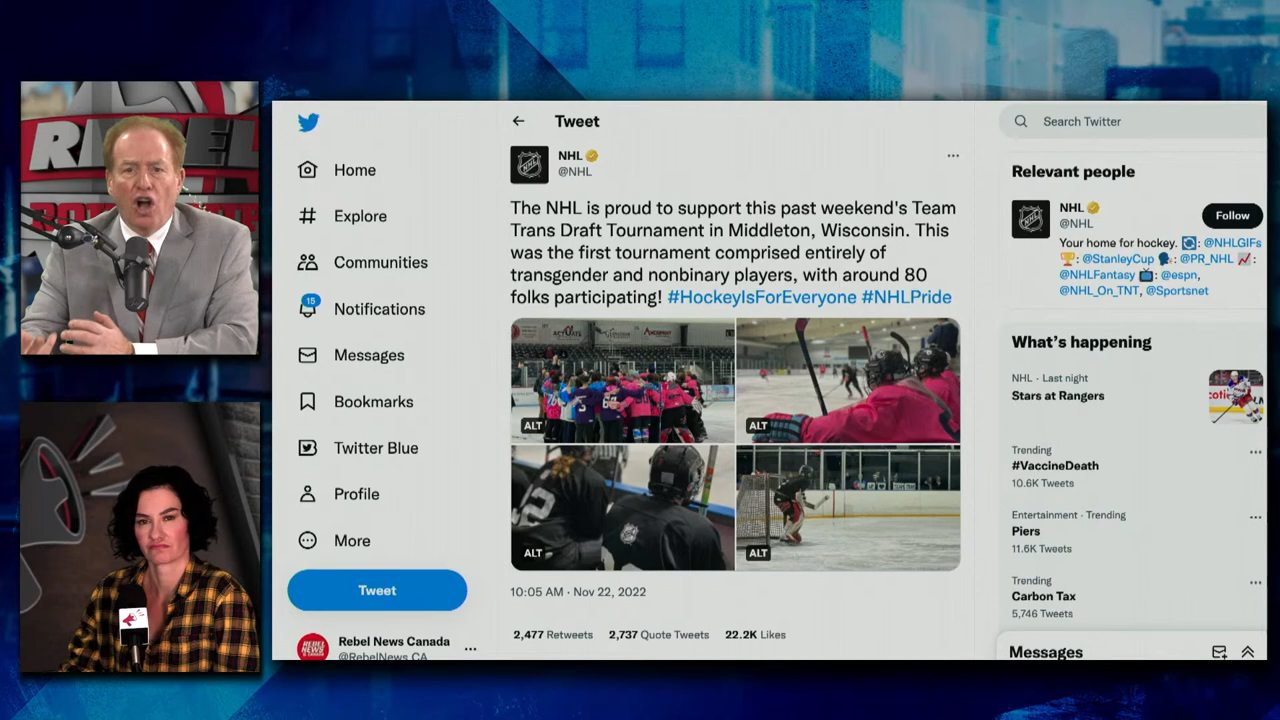 Tweet
Search Twitter
NHL
@NHL
The NHL is proud to support this past weekend's Team
Trans Draft Tournament in Middleton, Wisconsin. This
was the first tournament comprised entirely of
transgender and nonbinary players, with around 80
folks participating! #HockeyIsForEveryone #NHLPride
ALT
ALT
ALT
ALT
10:05 AM · Nov 22, 2022
2,477 Retweets 2,737 Quote Tweets 22.2K Likes
Home
Explore
Communities
15
Notifications
Messages
Bookmarks
Twitter Blue
Profile
More
Tweet
Rebel News Canada
@RebelNews_CA
Relevant people
NHL
@NHL
Follow
Your home for hockey. : @NHLGIFs
: @StanleyCup : @PR_NHL :
@NHLFantasy : @espn,
@NHL_On_TNT, @Sportsnet
What's happening
NHL · Last night
Stars at Rangers
Trending
#VaccineDeath
10.6K Tweets
Entertainment · Trending
Piers
11.6K Tweets
Trending
Carbon Tax
5,746 Tweets
Messages